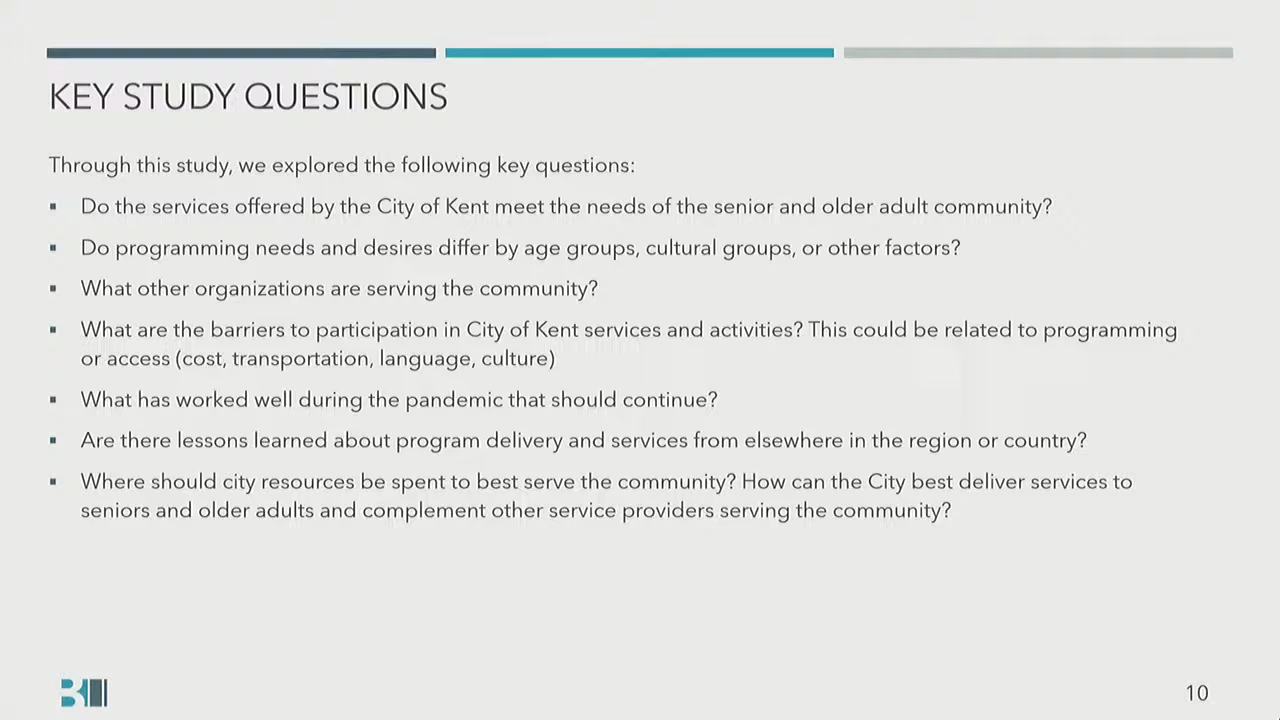 KEY STUDY QUESTIONS
Through this study, we explored the following key questions:
▪ Do the services offered by the City of Kent meet the needs of the senior and older adult community?
▪ Do programming needs and desires differ by age groups, cultural groups, or other factors?
▪ What other organizations are serving the community?
▪ What are the barriers to participation in City of Kent services and activities? This could be related to programming
or access (cost, transportation, language, culture)
▪ What has worked well during the pandemic that should continue?
▪ Are there lessons learned about program delivery and services from elsewhere in the region or country?
▪ Where should city resources be spent to best serve the community? How can the City best deliver services to
seniors and older adults and complement other service providers serving the community?
10